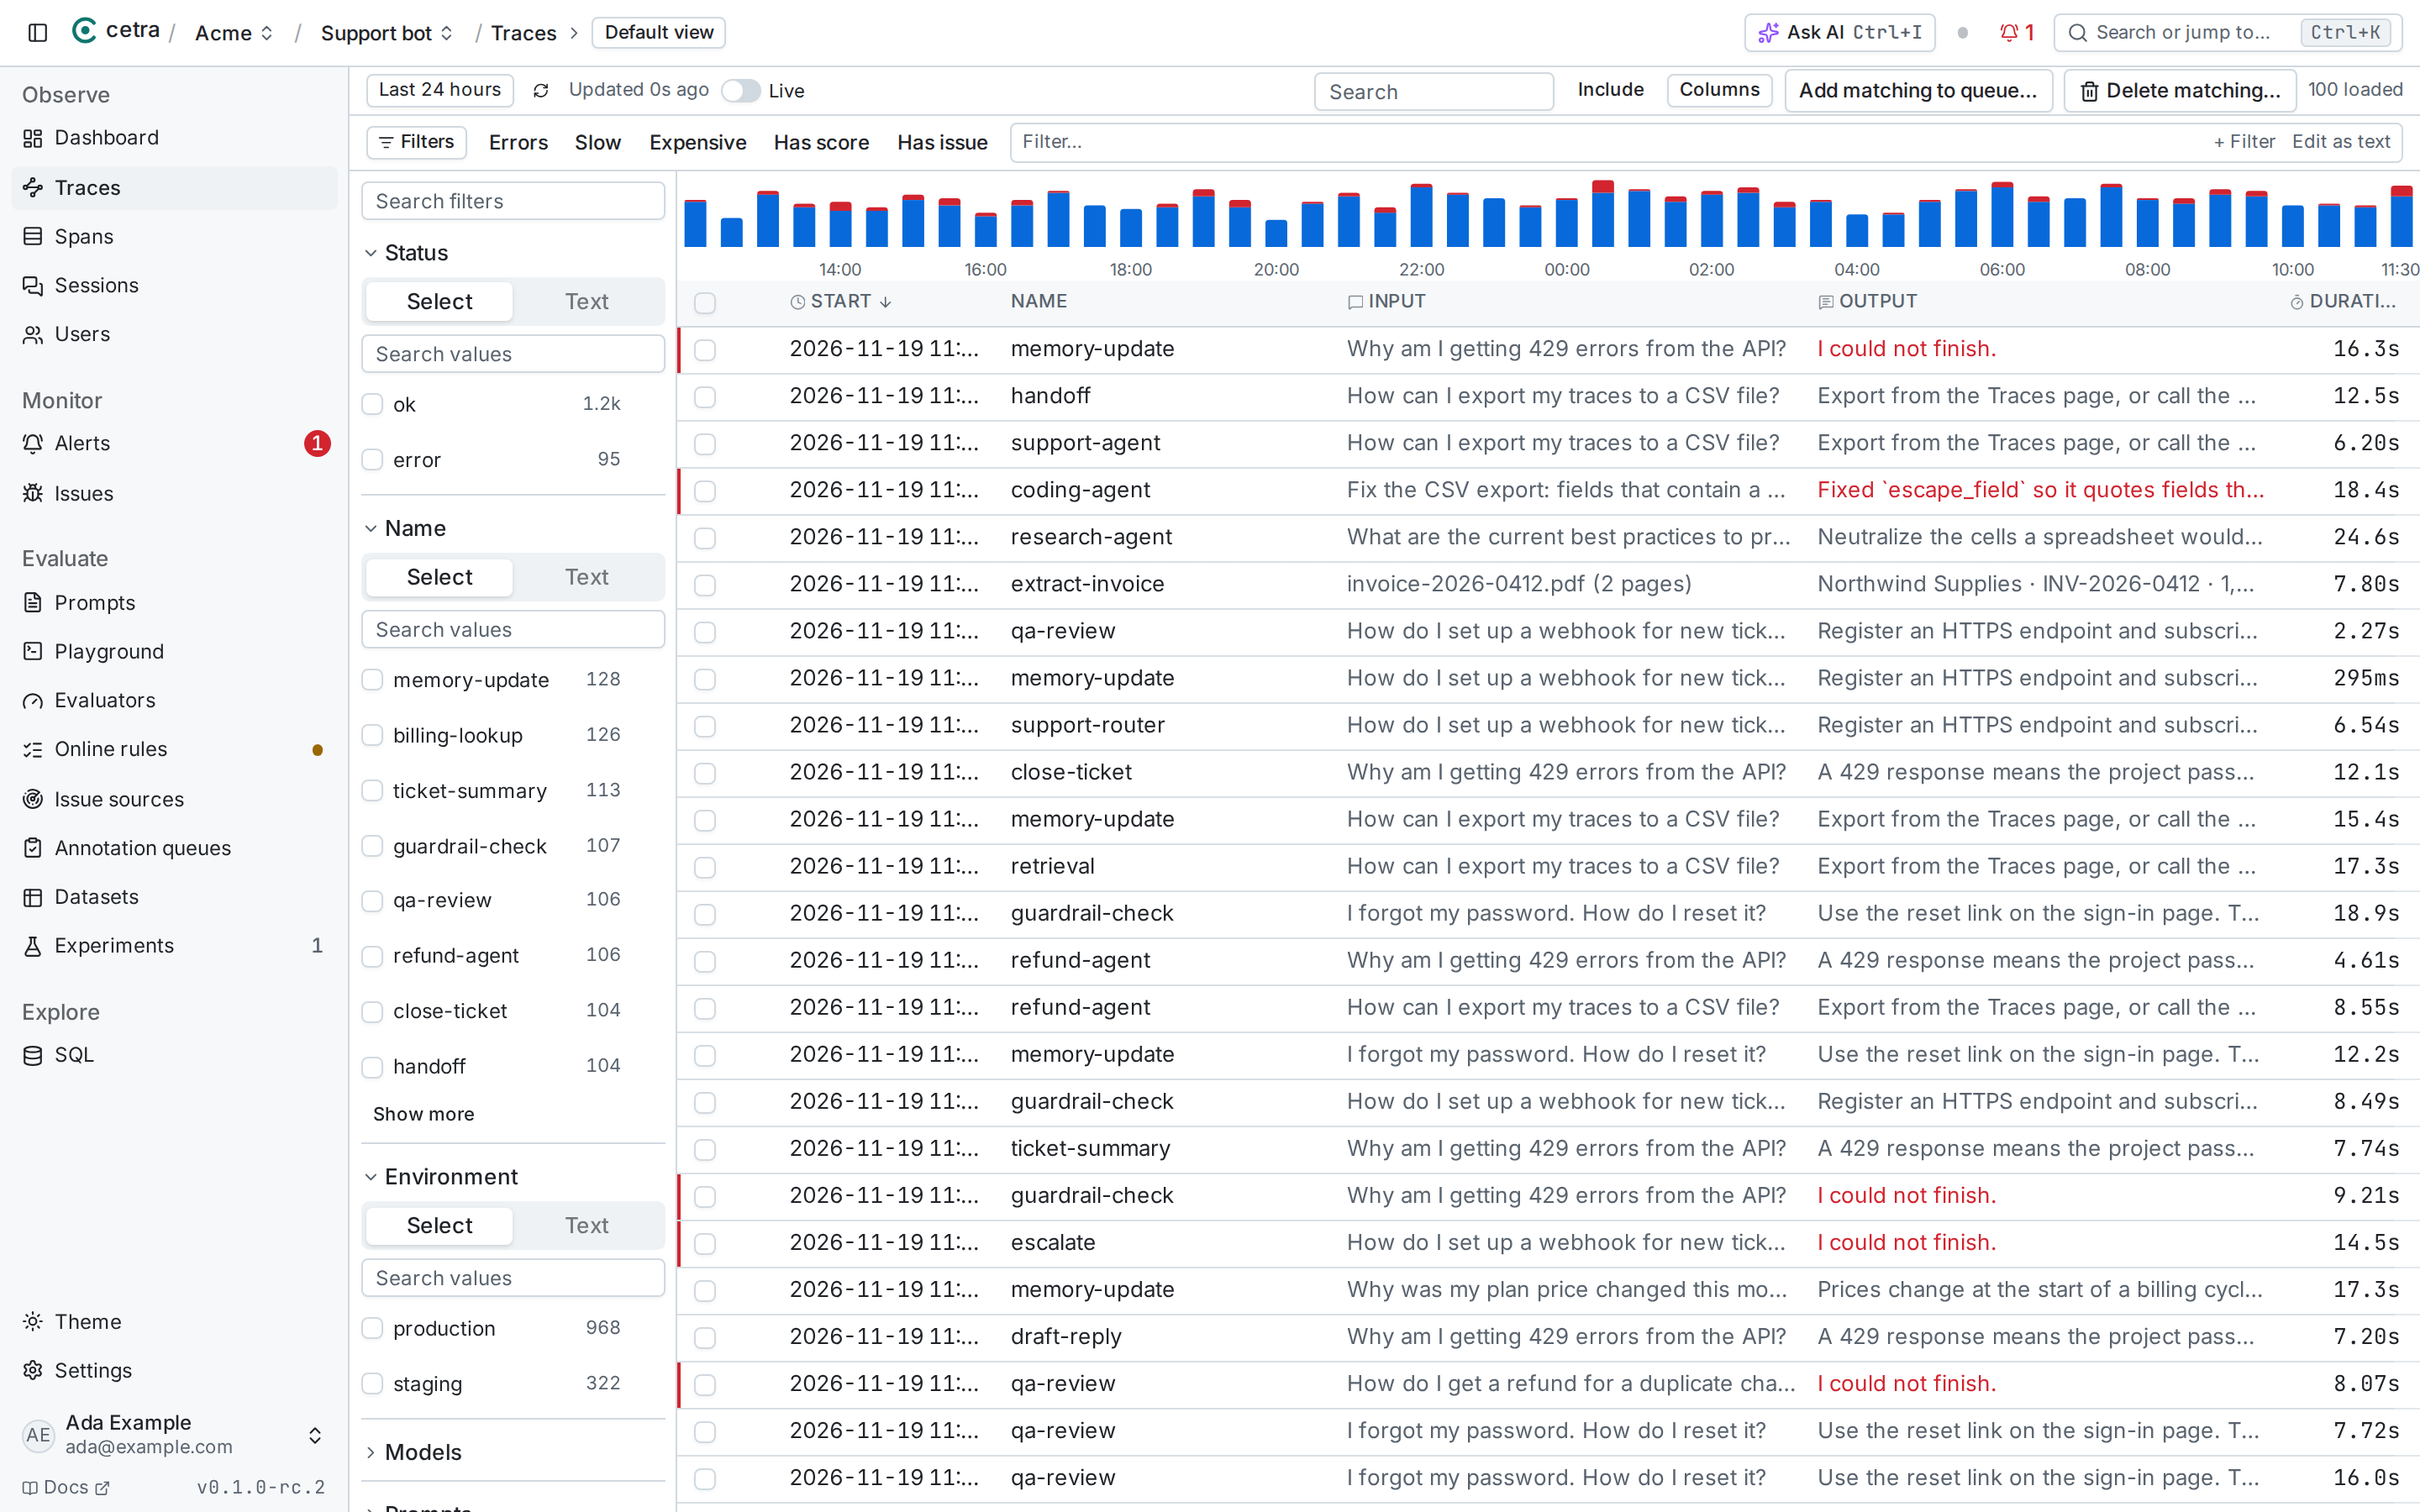 cetra / Acme / Support bot / Traces > Default view
Ask AI Ctrl+I
1
Search or jump to... Ctrl+K
Observe
Dashboard
Traces
Spans
Sessions
Users
Monitor
Alerts 1
Issues
Evaluate
Prompts
Playground
Evaluators
Online rules
Issue sources
Annotation queues
Datasets
Experiments 1
Explore
SQL
Theme
Settings
AE
Ada Example
ada@example.com
Docs v0.1.0-rc.2
Last 24 hours Updated 0s ago Live
Search Include Columns Add matching to queue... Delete matching... 100 loaded
Filters Errors Slow Expensive Has score Has issue Filter... + Filter Edit as text
Search filters
Status
Select Text
Search values
ok 1.2k
error 95
Name
Select Text
Search values
memory-update 128
billing-lookup 126
ticket-summary 113
guardrail-check 107
qa-review 106
refund-agent 106
close-ticket 104
handoff 104
Show more
Environment
Select Text
Search values
production 968
staging 322
Models
14:00 16:00 18:00 20:00 22:00 00:00 02:00 04:00 06:00 08:00 10:00 11:30
START NAME INPUT OUTPUT DURATI...
2026-11-19 11:... memory-update Why am I getting 429 errors from the API? I could not finish. 16.3s
2026-11-19 11:... handoff How can I export my traces to a CSV file? Export from the Traces page, or call the ... 12.5s
2026-11-19 11:... support-agent How can I export my traces to a CSV file? Export from the Traces page, or call the ... 6.20s
2026-11-19 11:... coding-agent Fix the CSV export: fields that contain a ... Fixed `escape_field` so it quotes fields th... 18.4s
2026-11-19 11:... research-agent What are the current best practices to pr... Neutralize the cells a spreadsheet would... 24.6s
2026-11-19 11:... extract-invoice invoice-2026-0412.pdf (2 pages) Northwind Supplies · INV-2026-0412 · 1,... 7.80s
2026-11-19 11:... qa-review How do I set up a webhook for new tick... Register an HTTPS endpoint and subscri... 2.27s
2026-11-19 11:... memory-update How do I set up a webhook for new tick... Register an HTTPS endpoint and subscri... 295ms
2026-11-19 11:... support-router How do I set up a webhook for new tick... Register an HTTPS endpoint and subscri... 6.54s
2026-11-19 11:... close-ticket Why am I getting 429 errors from the API? A 429 response means the project pass... 12.1s
2026-11-19 11:... memory-update How can I export my traces to a CSV file? Export from the Traces page, or call the ... 15.4s
2026-11-19 11:... retrieval How can I export my traces to a CSV file? Export from the Traces page, or call the ... 17.3s
2026-11-19 11:... guardrail-check I forgot my password. How do I reset it? Use the reset link on the sign-in page. T... 18.9s
2026-11-19 11:... refund-agent Why am I getting 429 errors from the API? A 429 response means the project pass... 4.61s
2026-11-19 11:... refund-agent How can I export my traces to a CSV file? Export from the Traces page, or call the ... 8.55s
2026-11-19 11:... memory-update I forgot my password. How do I reset it? Use the reset link on the sign-in page. T... 12.2s
2026-11-19 11:... guardrail-check How do I set up a webhook for new tick... Register an HTTPS endpoint and subscri... 8.49s
2026-11-19 11:... ticket-summary Why am I getting 429 errors from the API? A 429 response means the project pass... 7.74s
2026-11-19 11:... guardrail-check Why am I getting 429 errors from the API? I could not finish. 9.21s
2026-11-19 11:... escalate How do I set up a webhook for new tick... I could not finish. 14.5s
2026-11-19 11:... memory-update Why was my plan price changed this mo... Prices change at the start of a billing cycl... 17.3s
2026-11-19 11:... draft-reply Why am I getting 429 errors from the API? A 429 response means the project pass... 7.20s
2026-11-19 11:... qa-review How do I get a refund for a duplicate cha... I could not finish. 8.07s
2026-11-19 11:... qa-review I forgot my password. How do I reset it? Use the reset link on the sign-in page. T... 7.72s
2026-11-19 11:... qa-review I forgot my password. How do I reset it? Use the reset link on the sign-in page. T... 16.0s